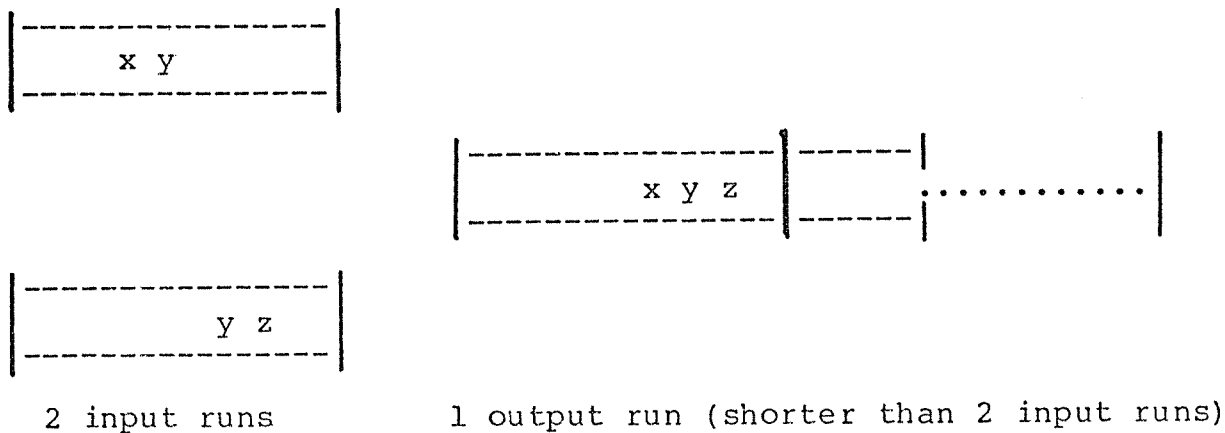 x y
x y z
y z
2 input runs
1 output run (shorter than 2 input runs)